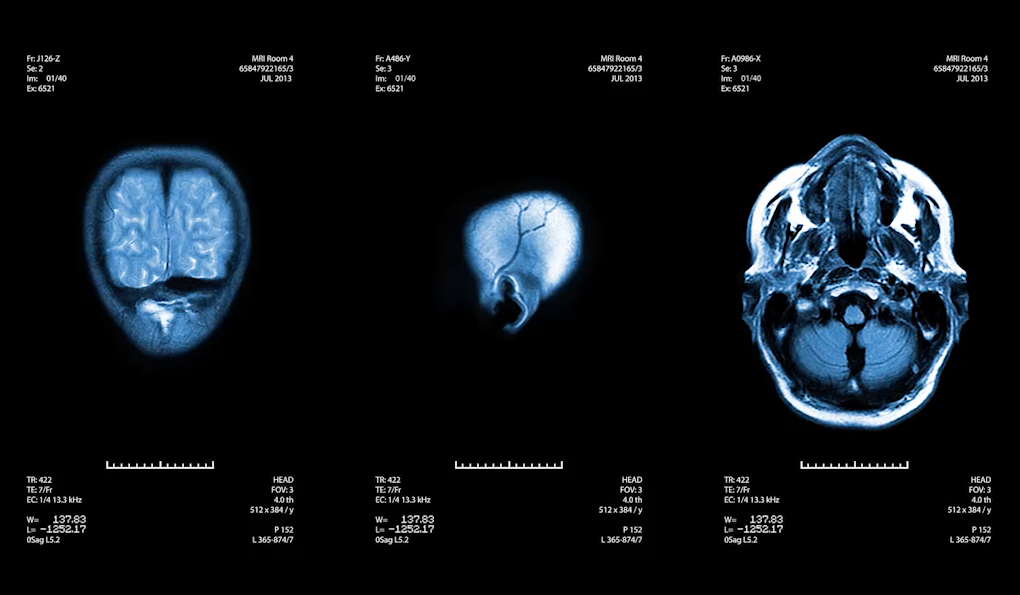 Fr: J126-Z
Se: 2
Im: 01/40
Ex: 6521
MRI Room 4
65847922165/3
JUL 2013
TR: 422
TE: 7/Fr
EC: 1/4 13.3 kHz
W= 137.83
L= -1252.17
0Sag L5.2
HEAD
FOV: 3
4.0 th
512 x 384 / y
P 152
L 365-874/7
Fr: A486-Y
Se: 3
Im: 01/40
Ex: 6521
MRI Room 4
65847922165/3
JUL 2013
TR: 422
TE: 7/Fr
EC: 1/4 13.3 kHz
W= 137.83
L= -1252.17
0Sag L5.2
HEAD
FOV: 3
4.0 th
512 x 384 / y
P 152
L 365-874/7
Fr: A0986-X
Se: 3
Im: 01/40
Ex: 6521
MRI Room 4
65847922165/3
JUL 2013
TR: 422
TE: 7/Fr
EC: 1/4 13.3 kHz
W= 137.83
L= -1252.17
0Sag L5.2
HEAD
FOV: 3
4.0 th
512 x 384 / y
P 152
L 365-874/7